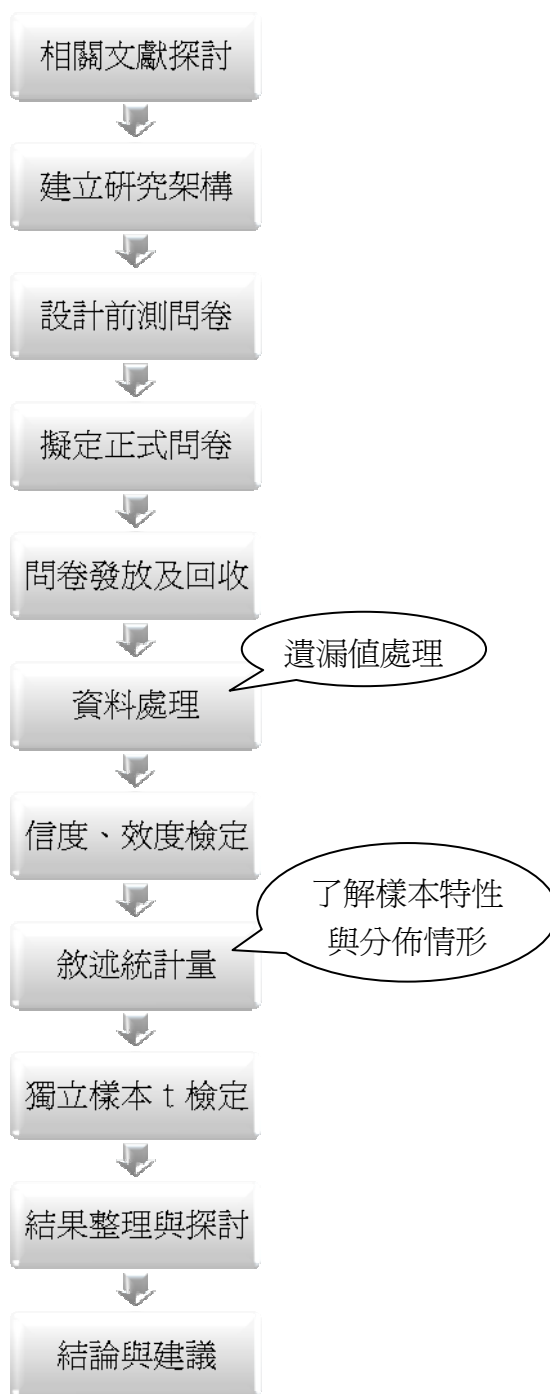 相關文獻探討
建立研究架構
設計前測問卷
擬定正式問卷
問卷發放及回收
遺漏值處理
資料處理
信度、效度檢定
了解樣本特性
與分佈情形
敘述統計量
獨立樣本 t 檢定
結果整理與探討
結論與建議